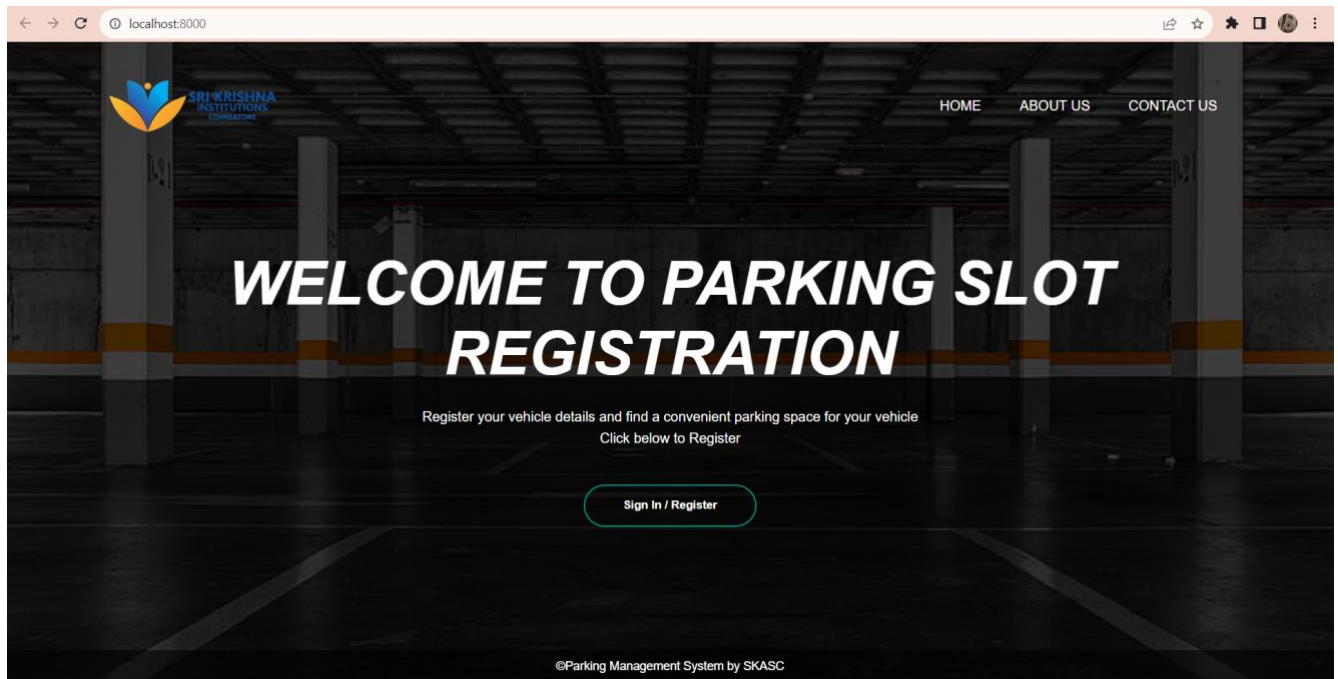 localhost:8000
SRI KRISHNA
INSTITUTIONS
COIMBATORE
HOME ABOUT US CONTACT US
WELCOME TO PARKING SLOT
REGISTRATION
Register your vehicle details and find a convenient parking space for your vehicle
Click below to Register
Sign In / Register
©Parking Management System by SKASC